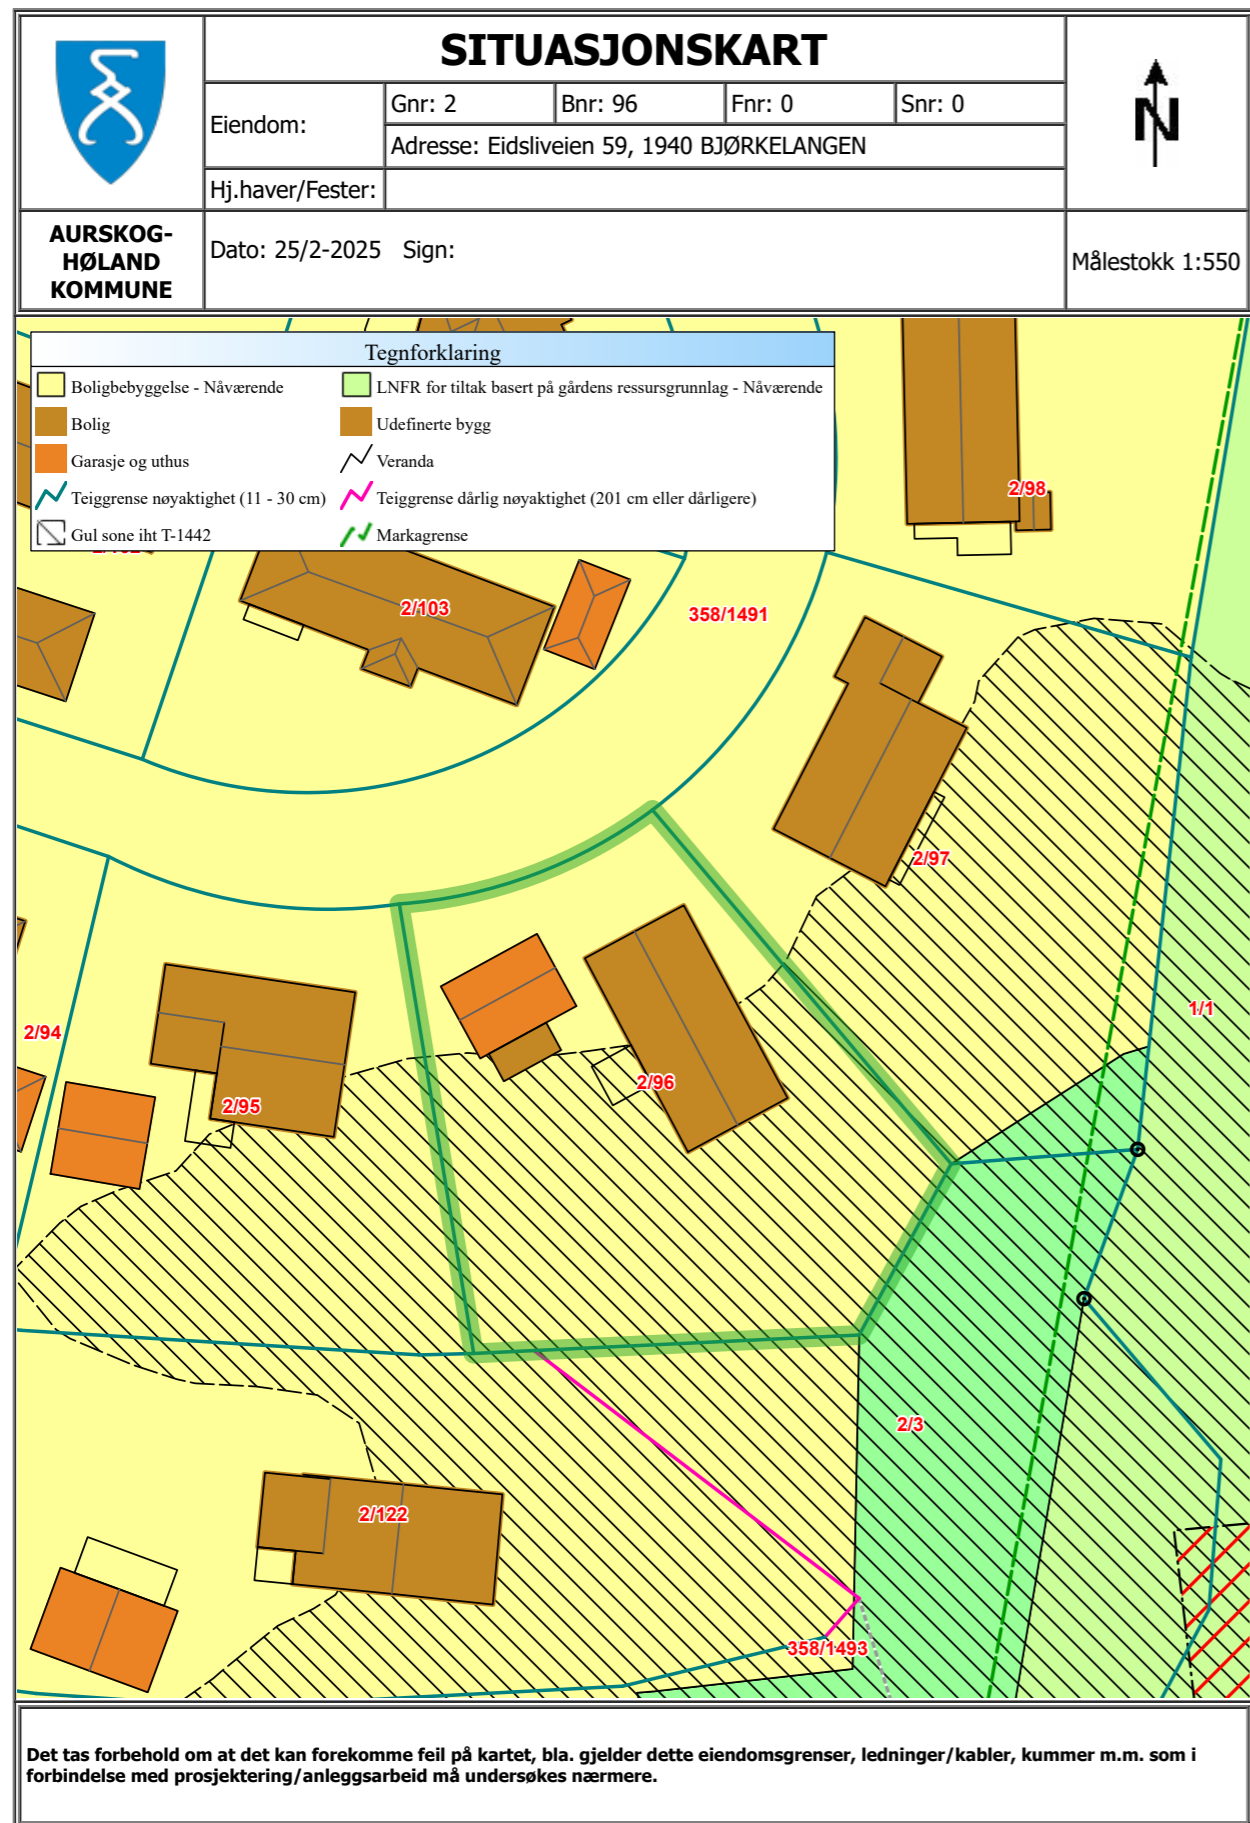 SITUASJONSKART
Eiendom:
Gnr: 2
Bnr: 96
Fnr: 0
Snr: 0
Adresse: Eidsliveien 59, 1940 BJØRKELANGEN
Hj.haver/Fester:
N
AURSKOG-
HØLAND
KOMMUNE
Dato: 25/2-2025 Sign:
Målestokk 1:550
Tegnforklaring
Boligbebyggelse - Nåværende
LNFR for tiltak basert på gårdens ressursgrunnlag - Nåværende
Bolig
Udefinerte bygg
Garasje og uthus
Veranda
Teiggrense nøyaktighet (11 - 30 cm)
Teiggrense dårlig nøyaktighet (201 cm eller dårligere)
Gul sone iht T-1442
Markagrense
2/98
2/103
358/1491
2/97
1/1
2/94
2/96
2/95
2/3
2/122
358/1493
Det tas forbehold om at det kan forekomme feil på kartet, bla. gjelder dette eiendomsgrenser, ledninger/kabler, kummer m.m. som i
forbindelse med prosjektering/anleggsarbeid må undersøkes nærmere.